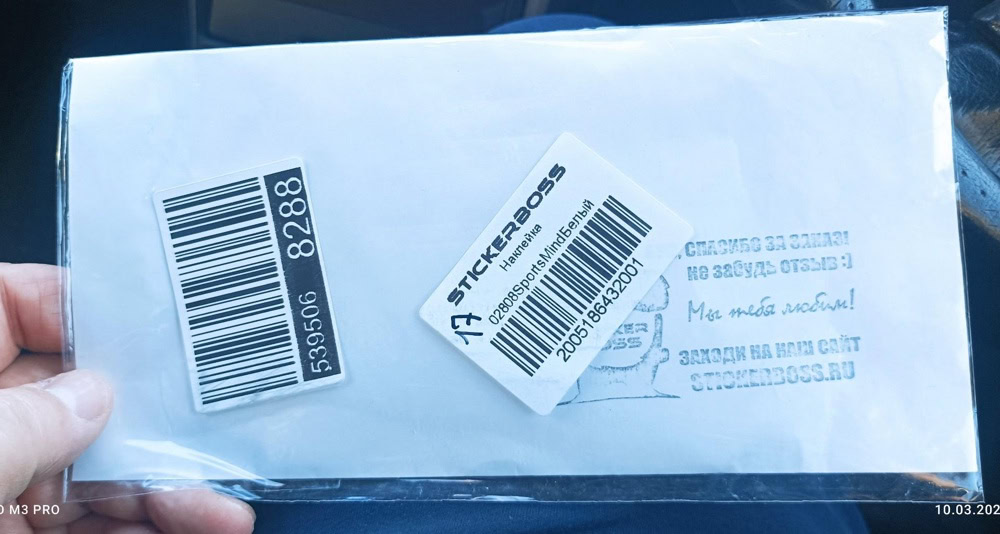 539506 8288
STICKERBOSS
Наклейка
02808SportsMindБелый
17
2005186432001
СПАСИБО ЗА ЗАКАЗ!
не забудь отзыв :)
Мы тебя любим!
ЗАХОДИ НА НАШ САЙТ
STICKERBOSS.RU
M3 PRO
10.03.202